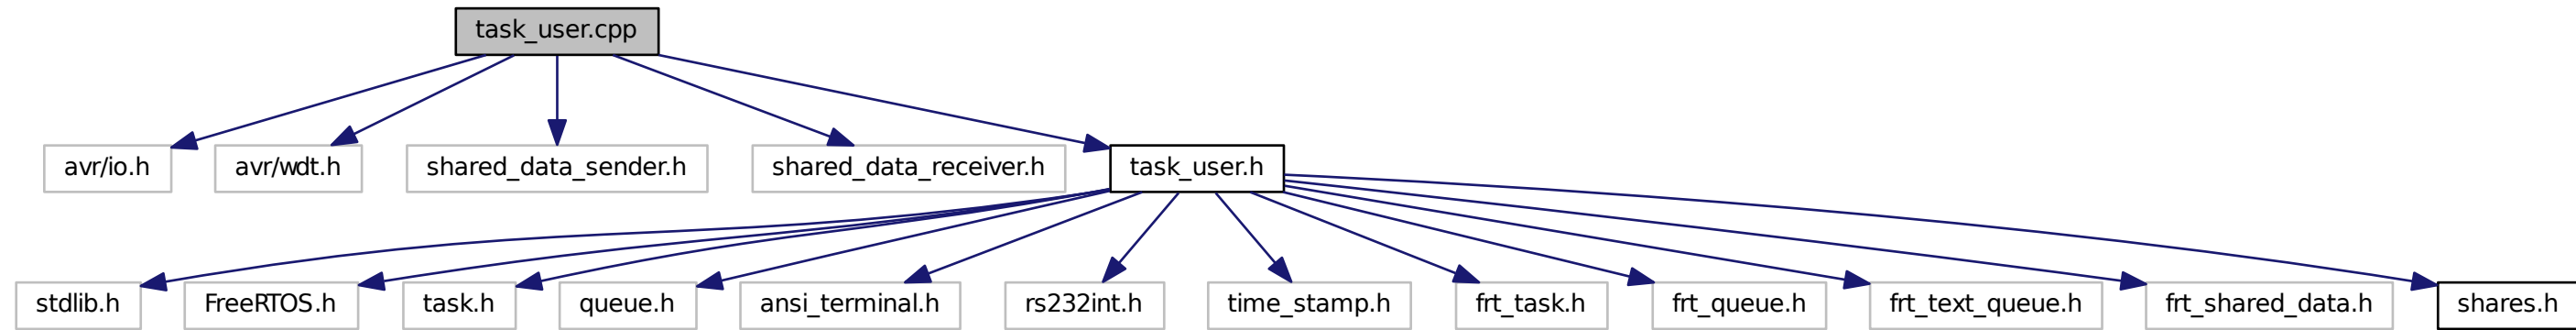 task_user.cpp
avr/io.h
avr/wdt.h
shared_data_sender.h
shared_data_receiver.h
task_user.h
stdlib.h
FreeRTOS.h
task.h
queue.h
ansi_terminal.h
rs232int.h
time_stamp.h
frt_task.h
frt_queue.h
frt_text_queue.h
frt_shared_data.h
shares.h